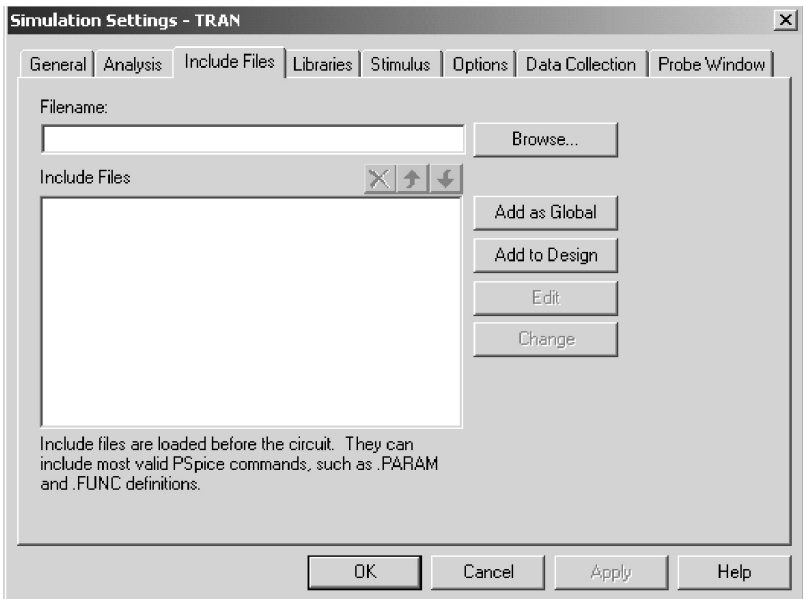 Simulation Settings - TRAN
General Analysis Include Files Libraries Stimulus Options Data Collection Probe Window
Filename:
Browse...
Include Files
Add as Global
Add to Design
Edit
Change
Include files are loaded before the circuit. They can
include most valid PSpice commands, such as .PARAM
and .FUNC definitions.
OK Cancel Apply Help